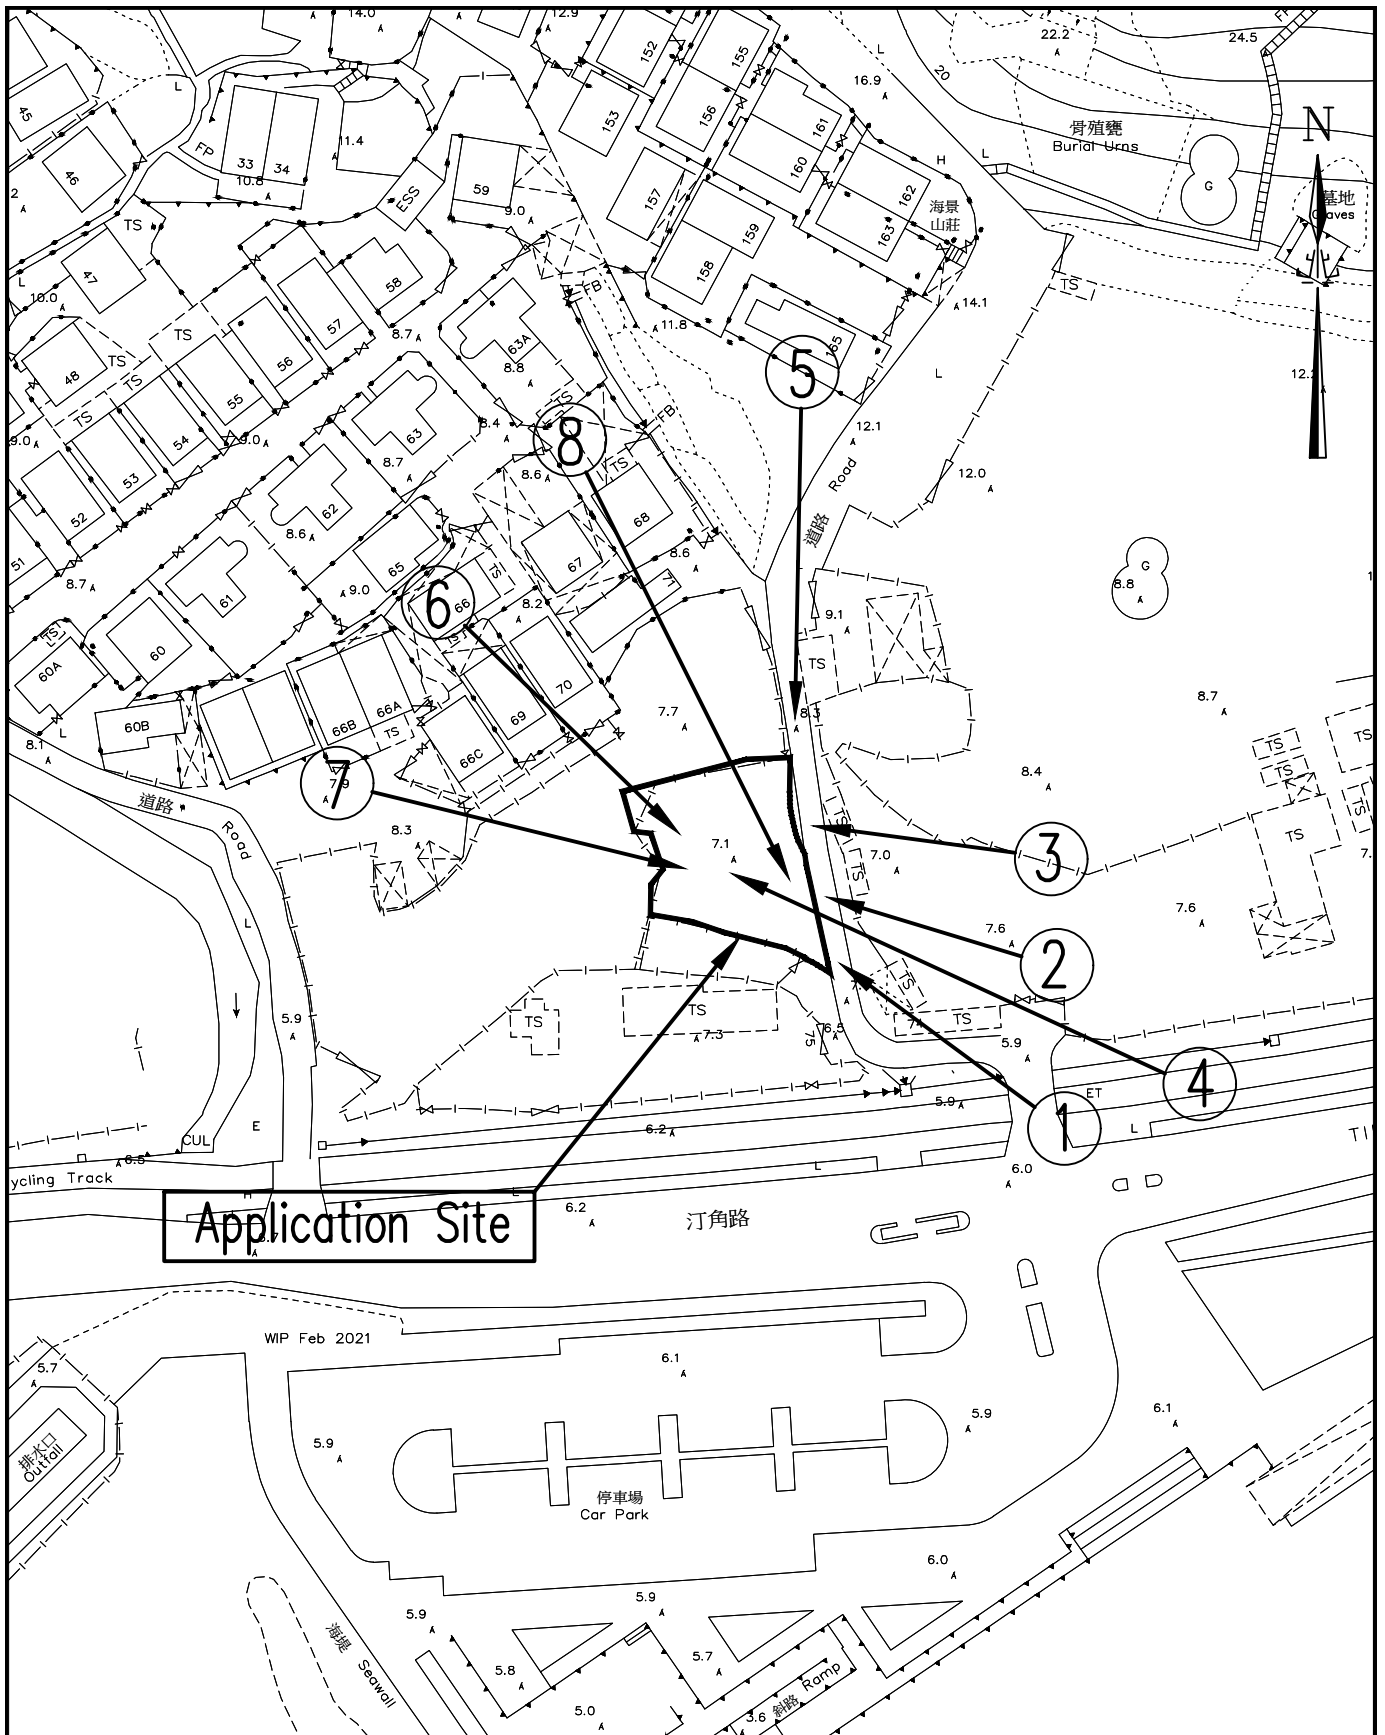 14.0
12.9
152
155
22.2
24.5
FP
L
16.9
20
45
L
153
156
161
骨殖甕
Burial Urns
N
FP
33
34
11.4
46
10.8
ESS
59
9.0
157
160
162
H
L
G
海景
山莊
墓地
Graves
2
TS
159
163
158
47
L
10.0
58
FB
14.1
TS
57
TS
8.7
63A
8.8
11.8
165
5
L
12.2
48
TS
TS
56
55
TS
TS
54
9.0
9.0
63
8.4
8
FB
12.1
道路
Road
53
8.7
8.6
TS
12.0
52
62
8.6
68
51
8.7
65
9.0
67
8.6
TS
71
G
8.8
61
6
66
8.2
9.1
TS
60
60A
70
TS
8.7
66A
66B
69
7.7
8.3
60B
L
TS
66C
8.1
7
7.9
8.4
TS
TS
TS
TS
TS
道路
Road
8.3
7.1
TS
7.0
3
TS
TS
7.6
7.6
L
2
TS
5.9
TS
TS
7.3
75
6.5
TS
5.9
4
ET
1
5.9
CUL
E
6.2
L
6.5
Cycling Track
L
6.0
Application Site
6.2
汀角路
WIP Feb 2021
5.7
6.1
6.1
5.9
5.9
排水口
Outfall
停車場
Car Park
6.0
5.9
5.9
海堤
Seawall
5.8
5.7
5.0
3.6
斜路
Ramp